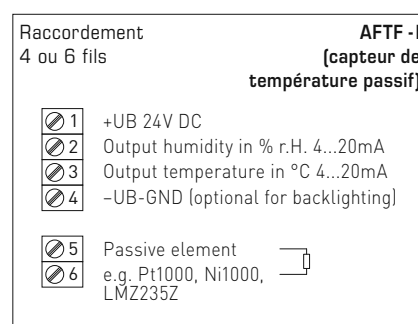 Raccordement
4 ou 6 fils
AFTF -I
(capteur de
température passif)
1 +UB 24V DC
2 Output humidity in % r.H. 4...20mA
3 Output temperature in °C 4...20mA
4 –UB-GND (optional for backlighting)
5 Passive element
6 e.g. Pt1000, Ni1000,
LMZ235Z